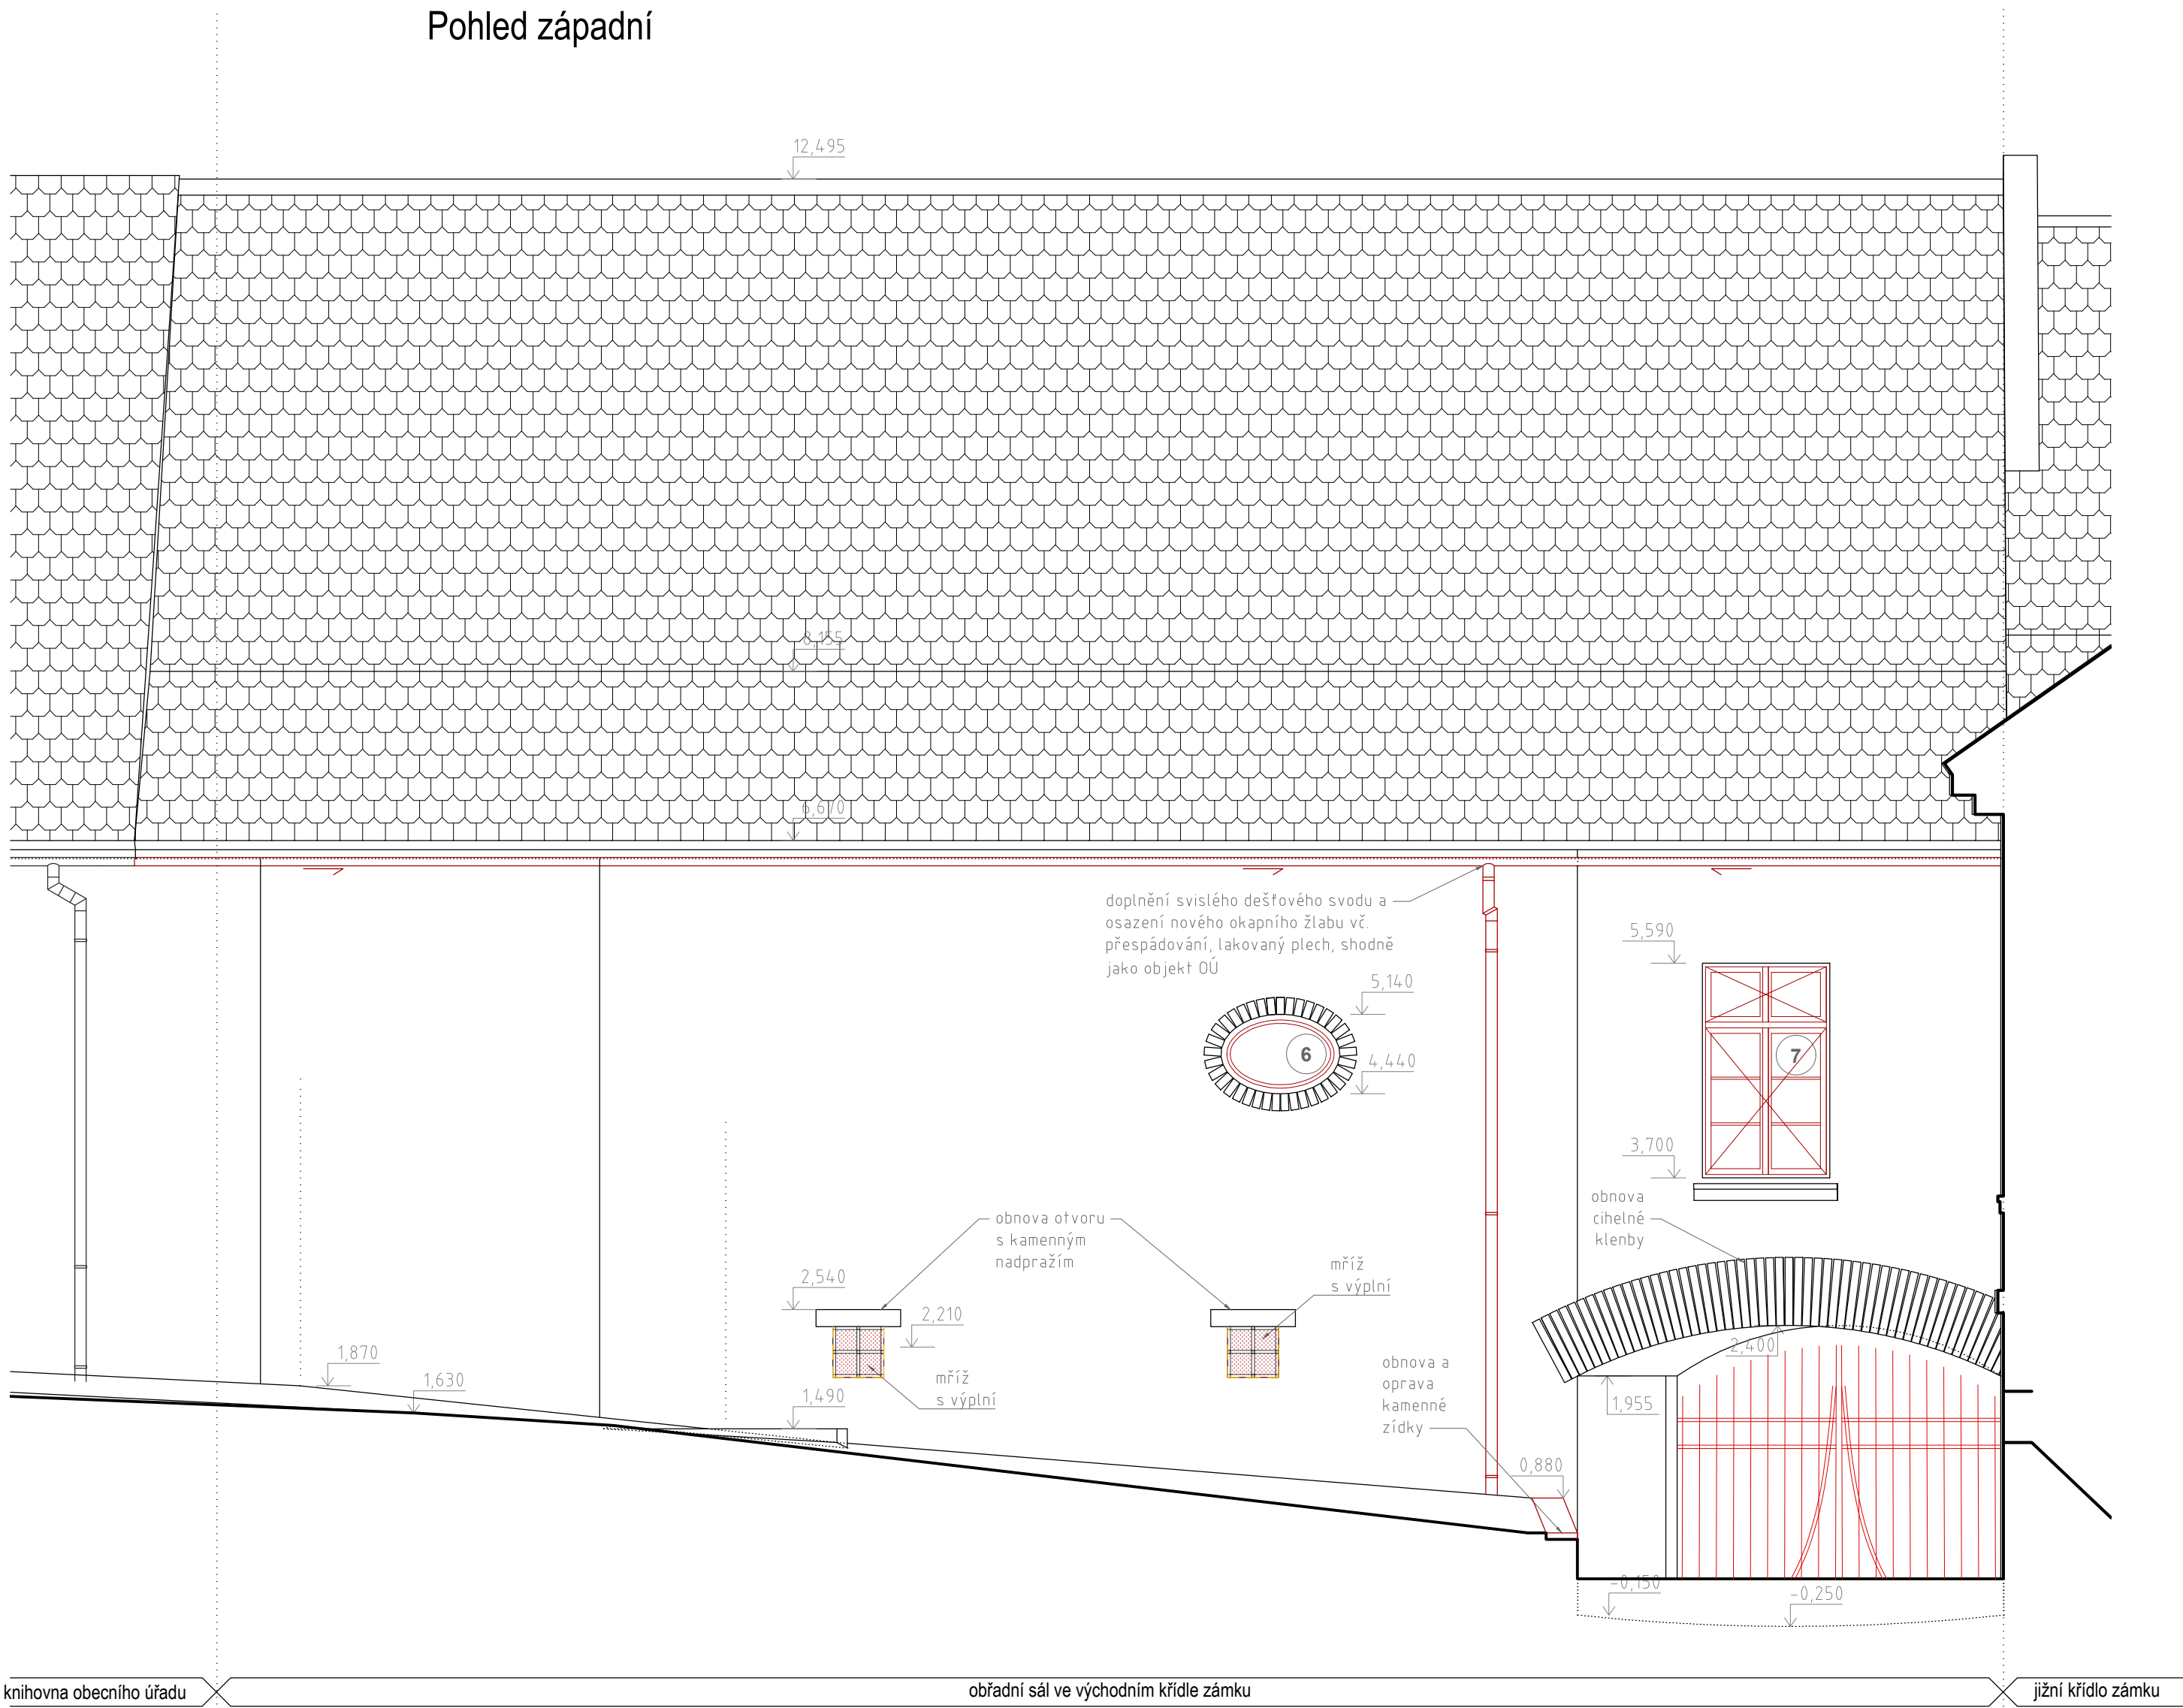 Pohled západní
12,495
8,155
6,670
doplnění svislého dešťového svodu a
osazení nového okapního žlabu vč.
přespádování, lakovaný plech, shodně
jako objekt OÚ
5,590
5,140
6
7
4,440
3,700
obnova
cihelné
klenby
obnova otvoru
s kamenným
nadpražím
mříž
s výplní
2,540
2,210
2,400
1,870
1,630
mříž
s výplní
1,490
obnova a
oprava
kamenné
zídky
1,955
0,880
-0,150
-0,250
knihovna obecního úřadu
obřadní sál ve východním křídle zámku
jižní křídlo zámku